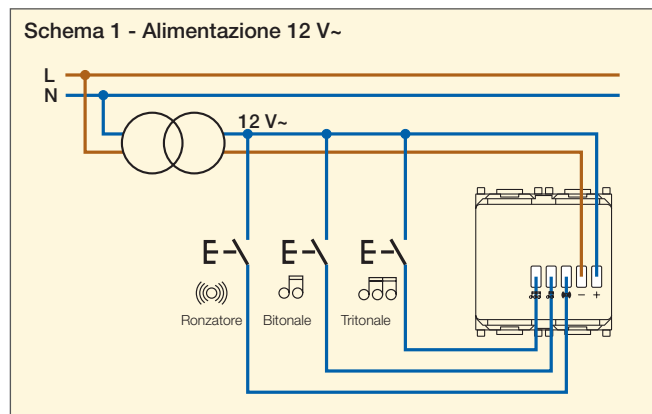 Schema 1 - Alimentazione 12 V~
L
N
12 V~
Ronzatore Bitonale Tritonale
- +